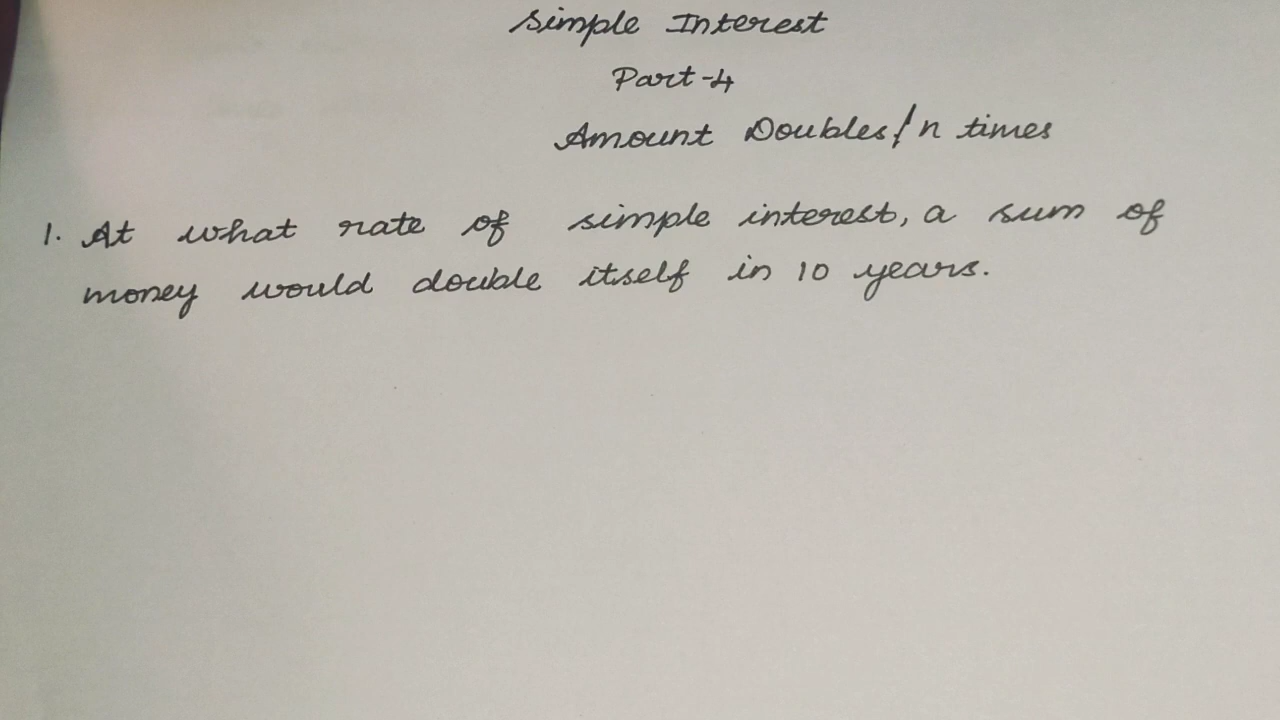 Simple Interest
Part-4
Amount Doubles/n times
1. At what rate of simple interest, a sum of
money would double itself in 10 years.